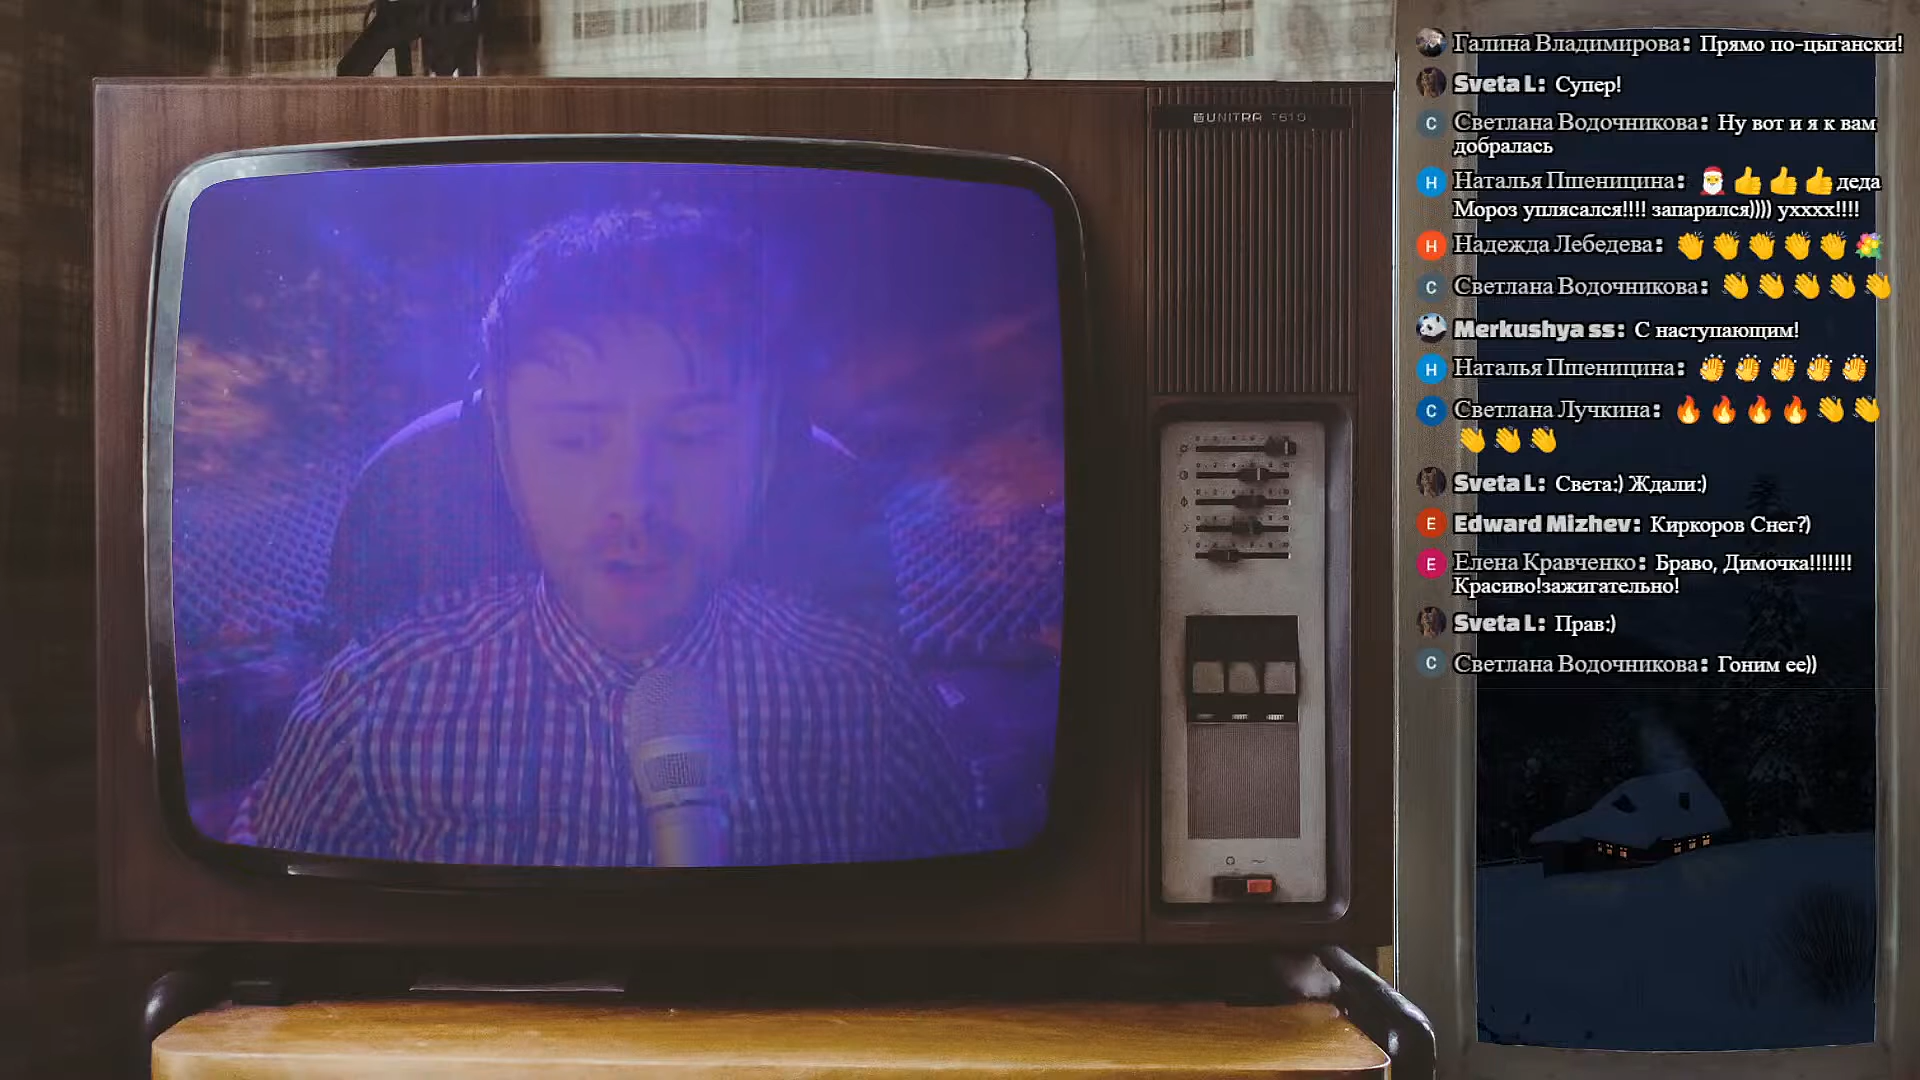 UNITRA T610
Галина Владимирова: Прямо по-цыгански!
Sveta L: Супер!
Светлана Водочникова: Ну вот и я к вам
добралась
Наталья Пшеницина: 🎅 👍 👍 👍 деда
Мороз уплясался!!!! запарился)))) ухххх!!!!
Надежда Лебедева: 👏 👏 👏 👏 👏 💐
Светлана Водочникова: 👏 👏 👏 👏 👏
Merkushya ss: С наступающим!
Наталья Пшеницина: 👏 👏 👏 👏 👏
Светлана Лучкина: 🔥 🔥 🔥 🔥 👏 👏
👏 👏 👏
Sveta L: Света:) Ждали:)
Edward Mizhev: Киркоров Снег?)
Елена Кравченко: Браво, Димочка!!!!!!!
Красиво!зажигательно!
Sveta L: Прав:)
Светлана Водочникова: Гоним ее))